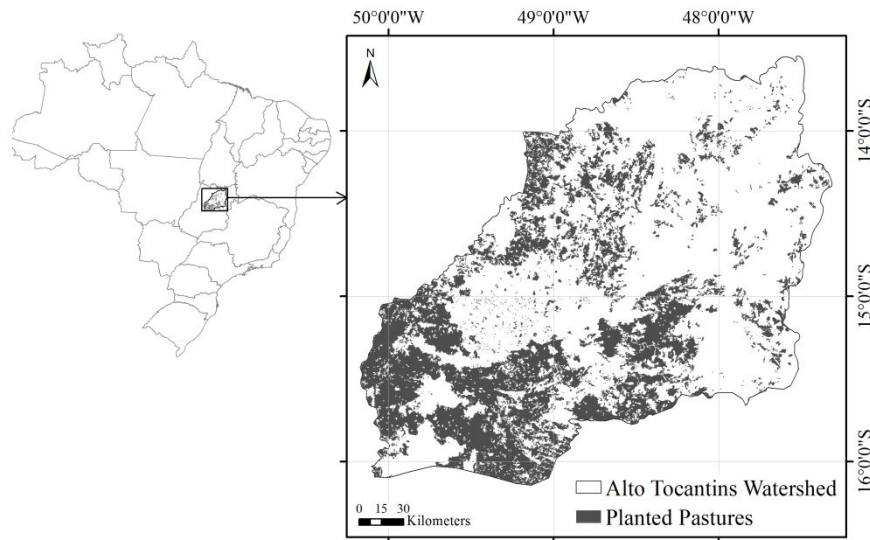 50°0'0"W 49°0'0"W 48°0'0"W
N
14°0'0"S
15°0'0"S
16°0'0"S
Alto Tocantins Watershed
Planted Pastures
0 15 30
Kilometers